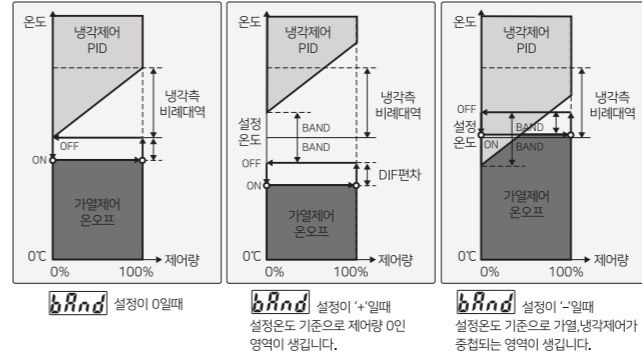 온도
냉각제어
PID
냉각측
비례대역
OFF
ON
가열제어
온오프
0℃
제어량
0%
100%
bAnd 설정이 0일때
온도
냉각제어
PID
냉각측
비례대역
BAND
설정
온도
BAND
OFF
DIF편차
ON
가열제어
온오프
0℃
제어량
0%
100%
bAnd 설정이 '+'일때
설정온도 기준으로 제어량 0인
영역이 생깁니다.
온도
냉각제어
PID
냉각측
비례대역
OFF
BAND
설정
온도
ON
BAND
가열제어
온오프
0℃
제어량
0%
100%
bAnd 설정이 '-'일때
설정온도 기준으로 가열,냉각제어가
중첩되는 영역이 생깁니다.